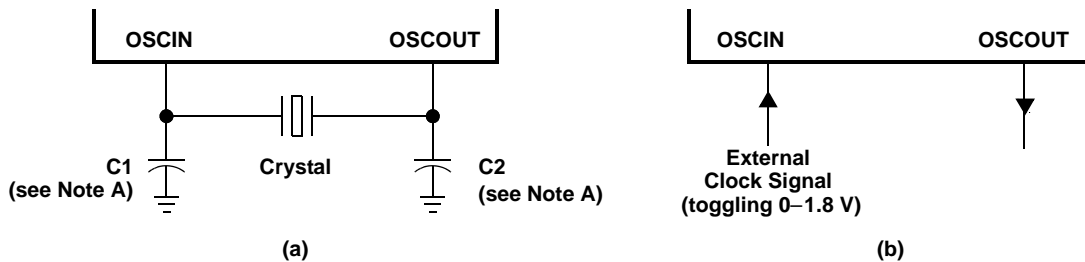 OSCIN
OSCOUT
C1
(see Note A)
Crystal
C2
(see Note A)
(a)
OSCIN
OSCOUT
External
Clock Signal
(toggling 0–1.8 V)
(b)